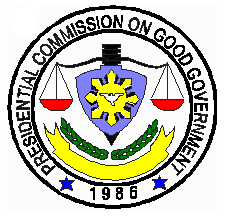 PRESIDENTIAL COMMISSION ON GOOD GOVERNMENT
1986